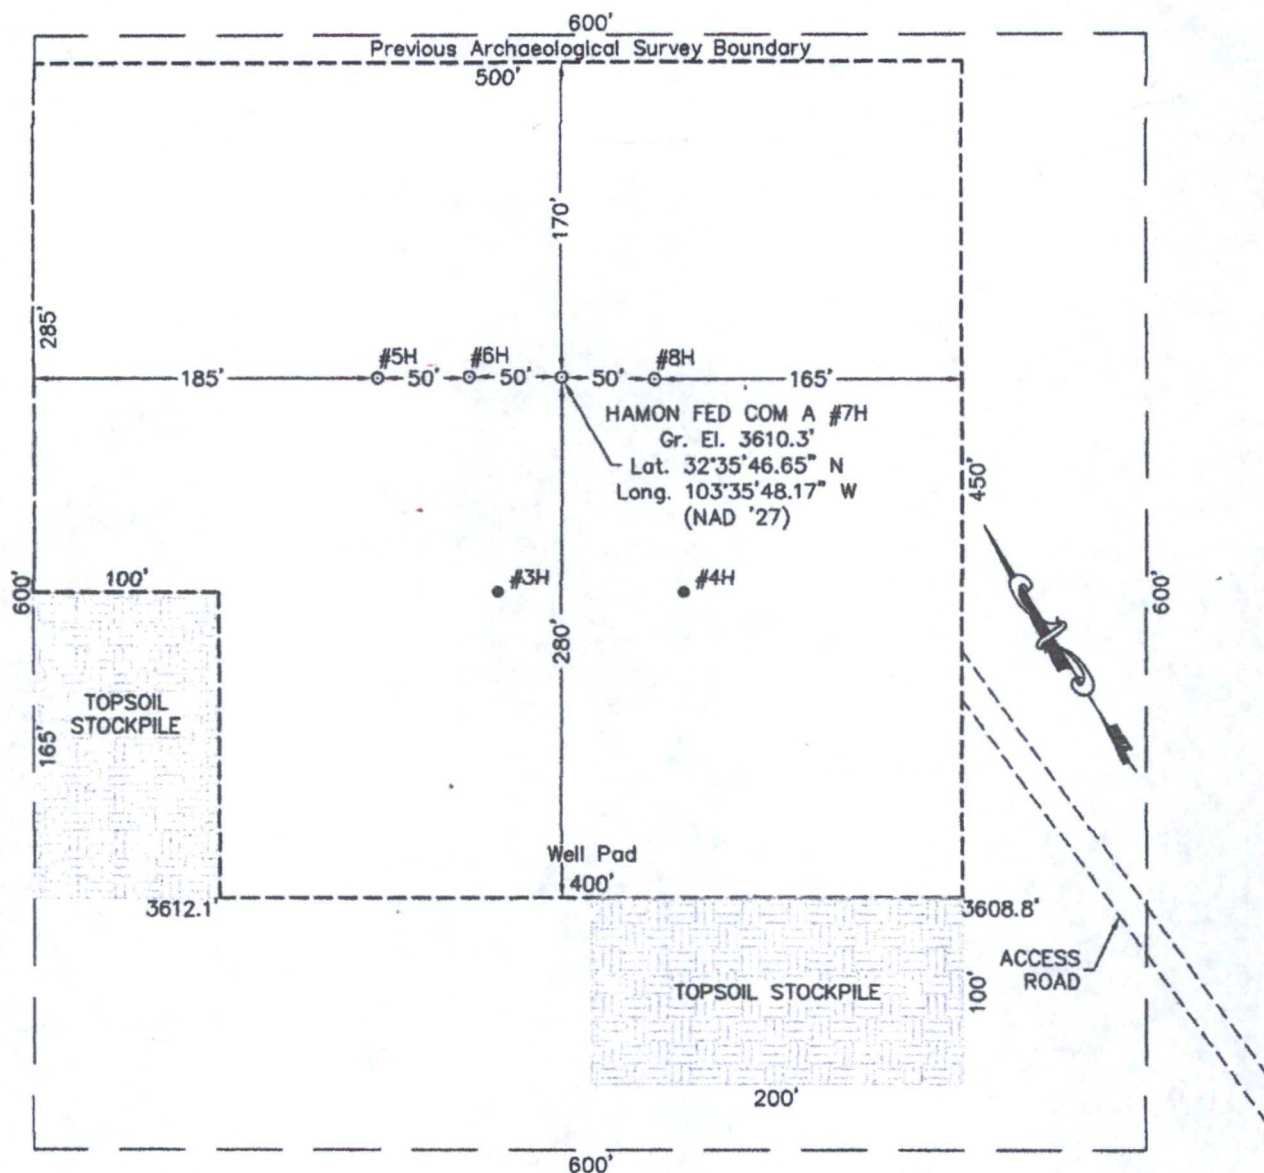 600'
Previous Archaeological Survey Boundary
500'
170'
285'
#5H
#6H
#8H
185'
50'
50'
50'
165'
HAMON FED COM A #7H
Gr. El. 3610.3'
Lat. 32°35'46.65" N
Long. 103°35'48.17" W
(NAD '27)
450'
100'
#3H
#4H
600'
600'
280'
TOPSOIL
STOCKPILE
165'
Well Pad
400'
3612.1'
3608.8'
ACCESS
ROAD
TOPSOIL STOCKPILE
100'
200'
600'